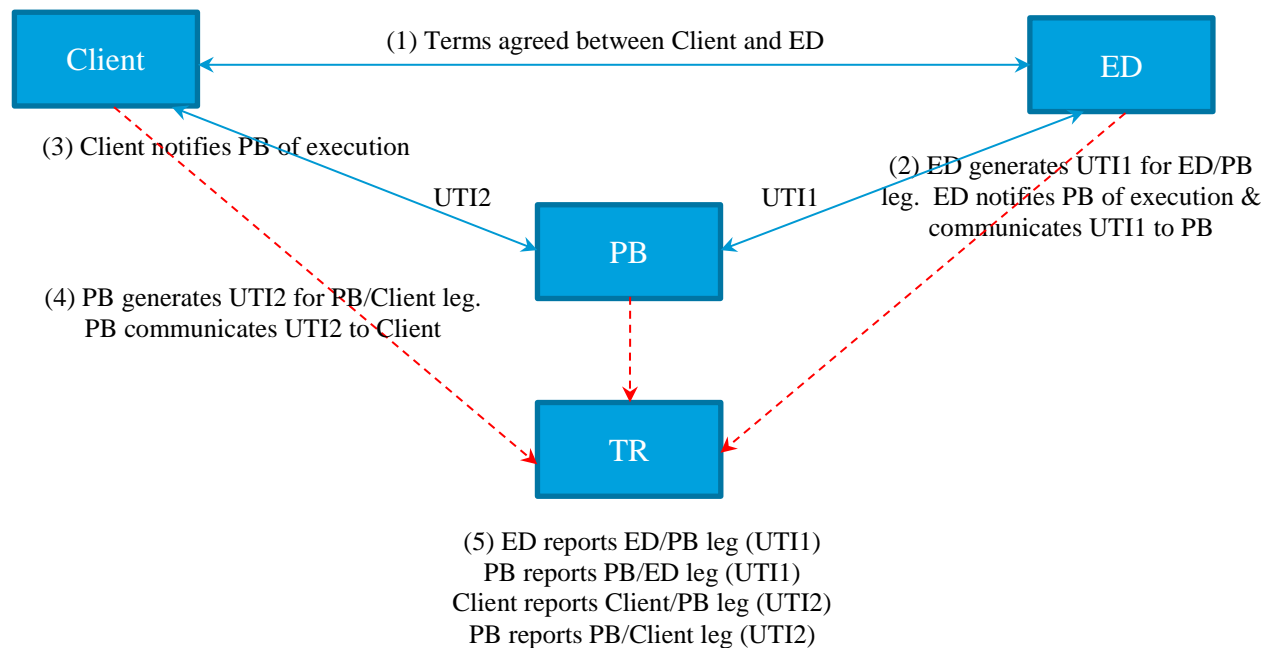 (1) Terms agreed between Client and ED
Client
ED
(3) Client notifies PB of execution
(2) ED generates UTI1 for ED/PB
leg.  ED notifies PB of execution &
communicates UTI1 to PB
UTI2
UTI1
PB
(4) PB generates UTI2 for PB/Client leg.
PB communicates UTI2 to Client
TR
(5) ED reports ED/PB leg (UTI1)
PB reports PB/ED leg (UTI1)
Client reports Client/PB leg (UTI2)
PB reports PB/Client leg (UTI2)